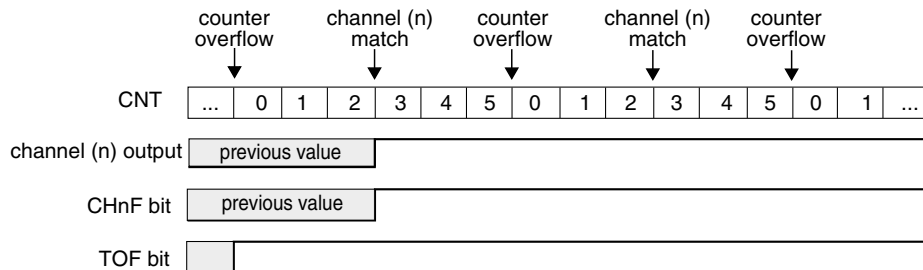 counter overflow
channel (n) match
counter overflow
channel (n) match
counter overflow
CNT ... 0 1 2 3 4 5 0 1 2 3 4 5 0 1 ...
channel (n) output previous value
CHnF bit previous value
TOF bit